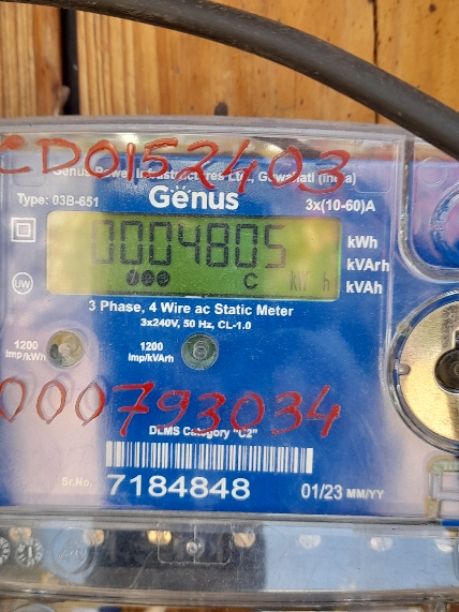 CD0152403
Genus Power Infrastructures Ltd., Guwahati (India)
Type: 03B-651
Genus
3x(10-60)A
0004805
kWh
kVArh
kVAh
C
kW h
UW
3 Phase, 4 Wire ac Static Meter
3x240V, 50 Hz, CL-1.0
1200
Imp/kWh
1200
Imp/kVArh
000793034
DLMS Category "C2"
Sr.No. 7184848
01/23 MM/YY